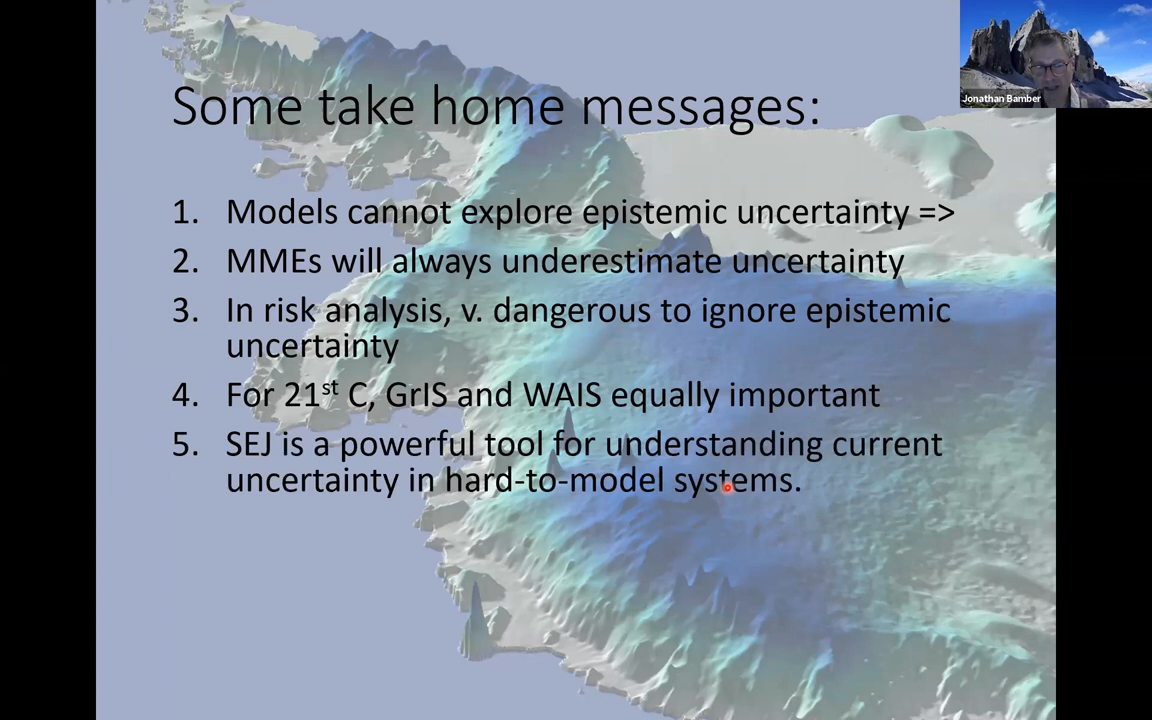 Jonathan Bamber
Some take home messages:
1. Models cannot explore epistemic uncertainty =>
2. MMEs will always underestimate uncertainty
3. In risk analysis, v. dangerous to ignore epistemic
uncertainty
4. For 21st C, GrIS and WAIS equally important
5. SEJ is a powerful tool for understanding current
uncertainty in hard-to-model systems.